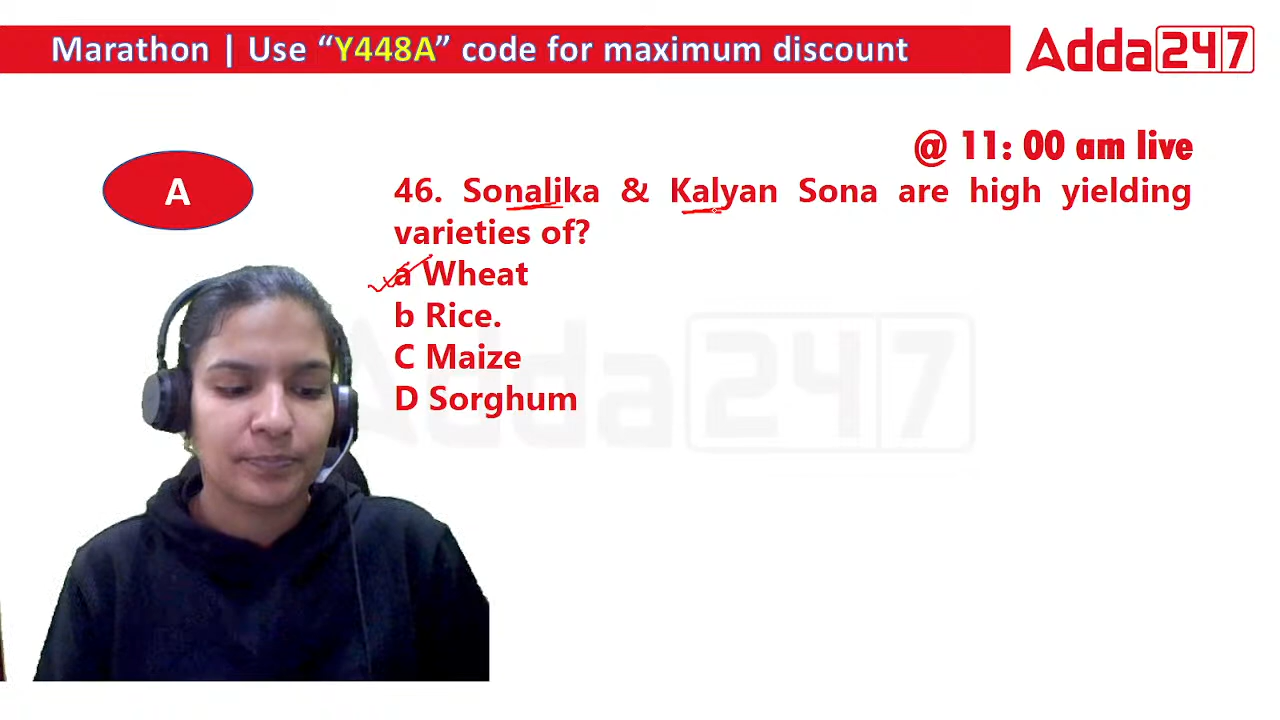 Marathon | Use “Y448A” code for maximum discount
Adda247
@ 11: 00 am live
A
46. Sonalika & Kalyan Sona are high yielding
varieties of?
a Wheat
b Rice.
C Maize
D Sorghum
Adda247